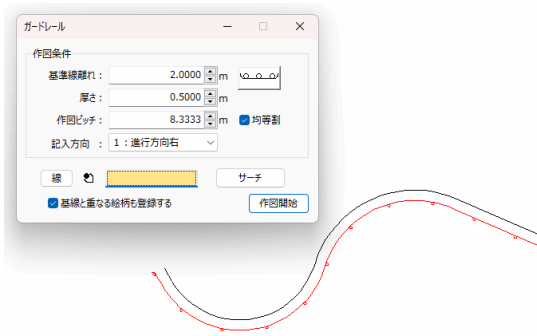 ガードレール
作図条件
基準線離れ： 2.0000 m
厚さ： 0.5000 m
作図ピッチ： 8.3333 m 均等割
記入方向 ： 1：進行方向右
線 サーチ
基線と重なる絵柄も登録する 作図開始